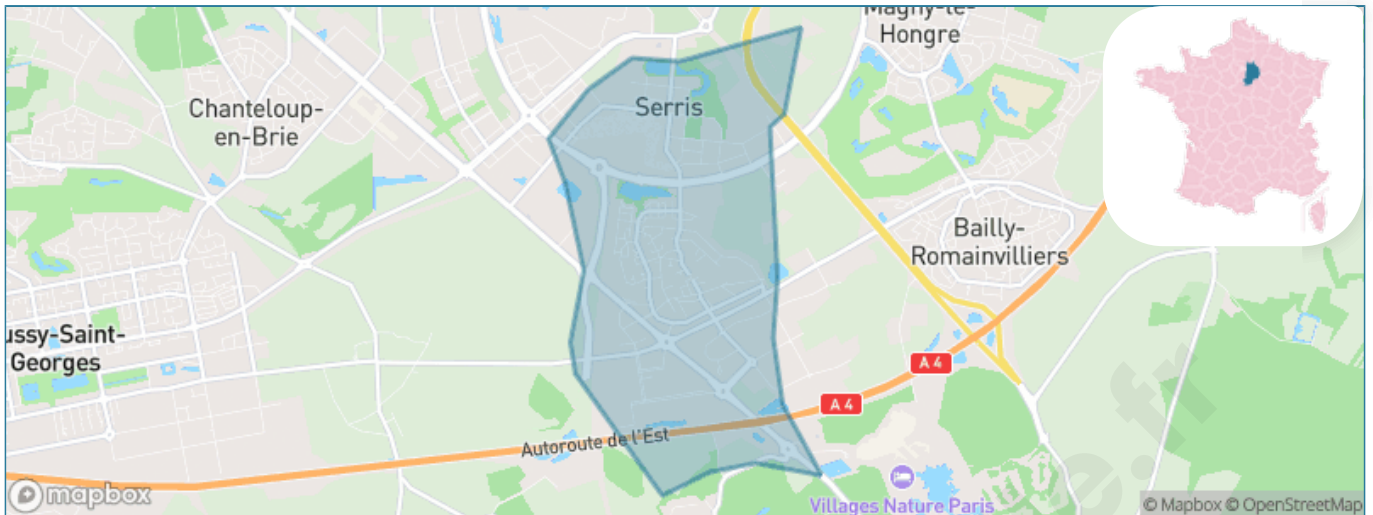 Magny-le-
Hongre
Chanteloup-
en-Brie
Serris
Bailly-
Romainvilliers
ussy-Saint-
Georges
A 4
A 4
Autoroute de l'Est
Villages Nature Paris
mapbox
© Mapbox © OpenStreetMap